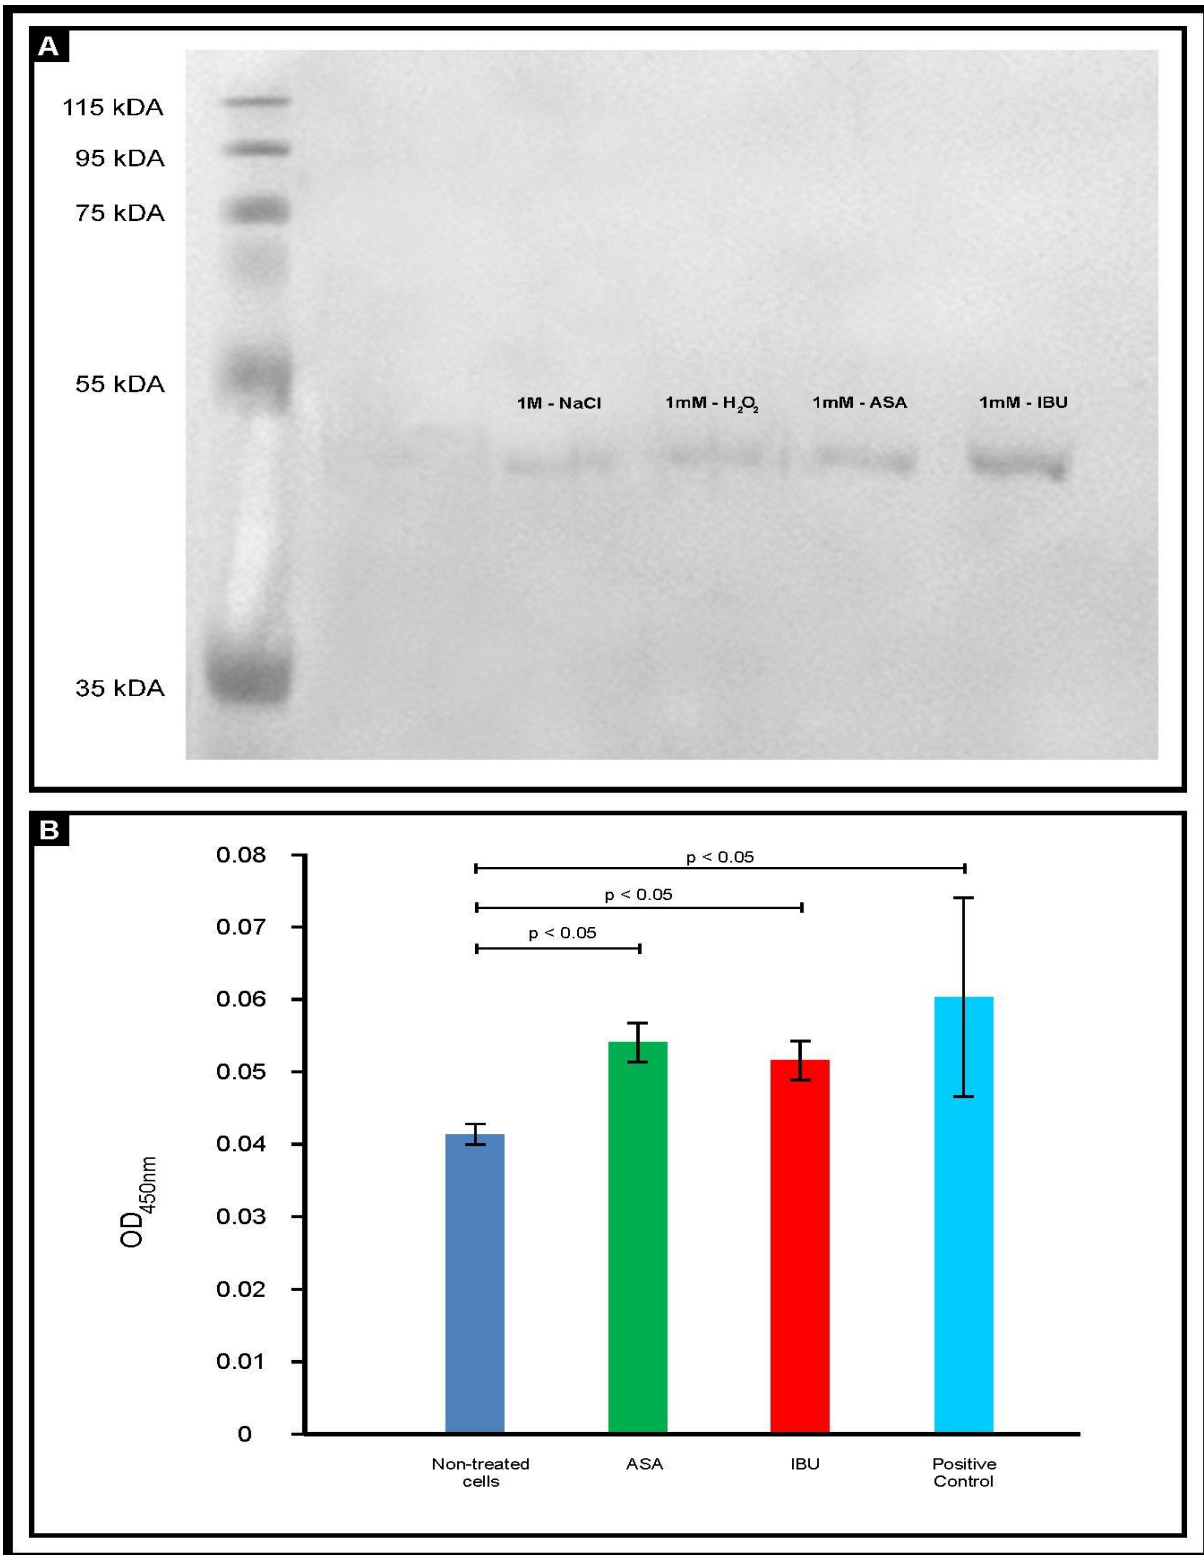 A
115 kDA
95 kDA
75 kDA
55 kDA
35 kDA
1M - NaCl 1mM - H₂O₂ 1mM - ASA 1mM - IBU
B
0.08
0.07
0.06
0.05
0.04
0.03
0.02
0.01
0
OD450nm
p < 0.05
p < 0.05
p < 0.05
Non-treated
cells
ASA
IBU
Positive
Control